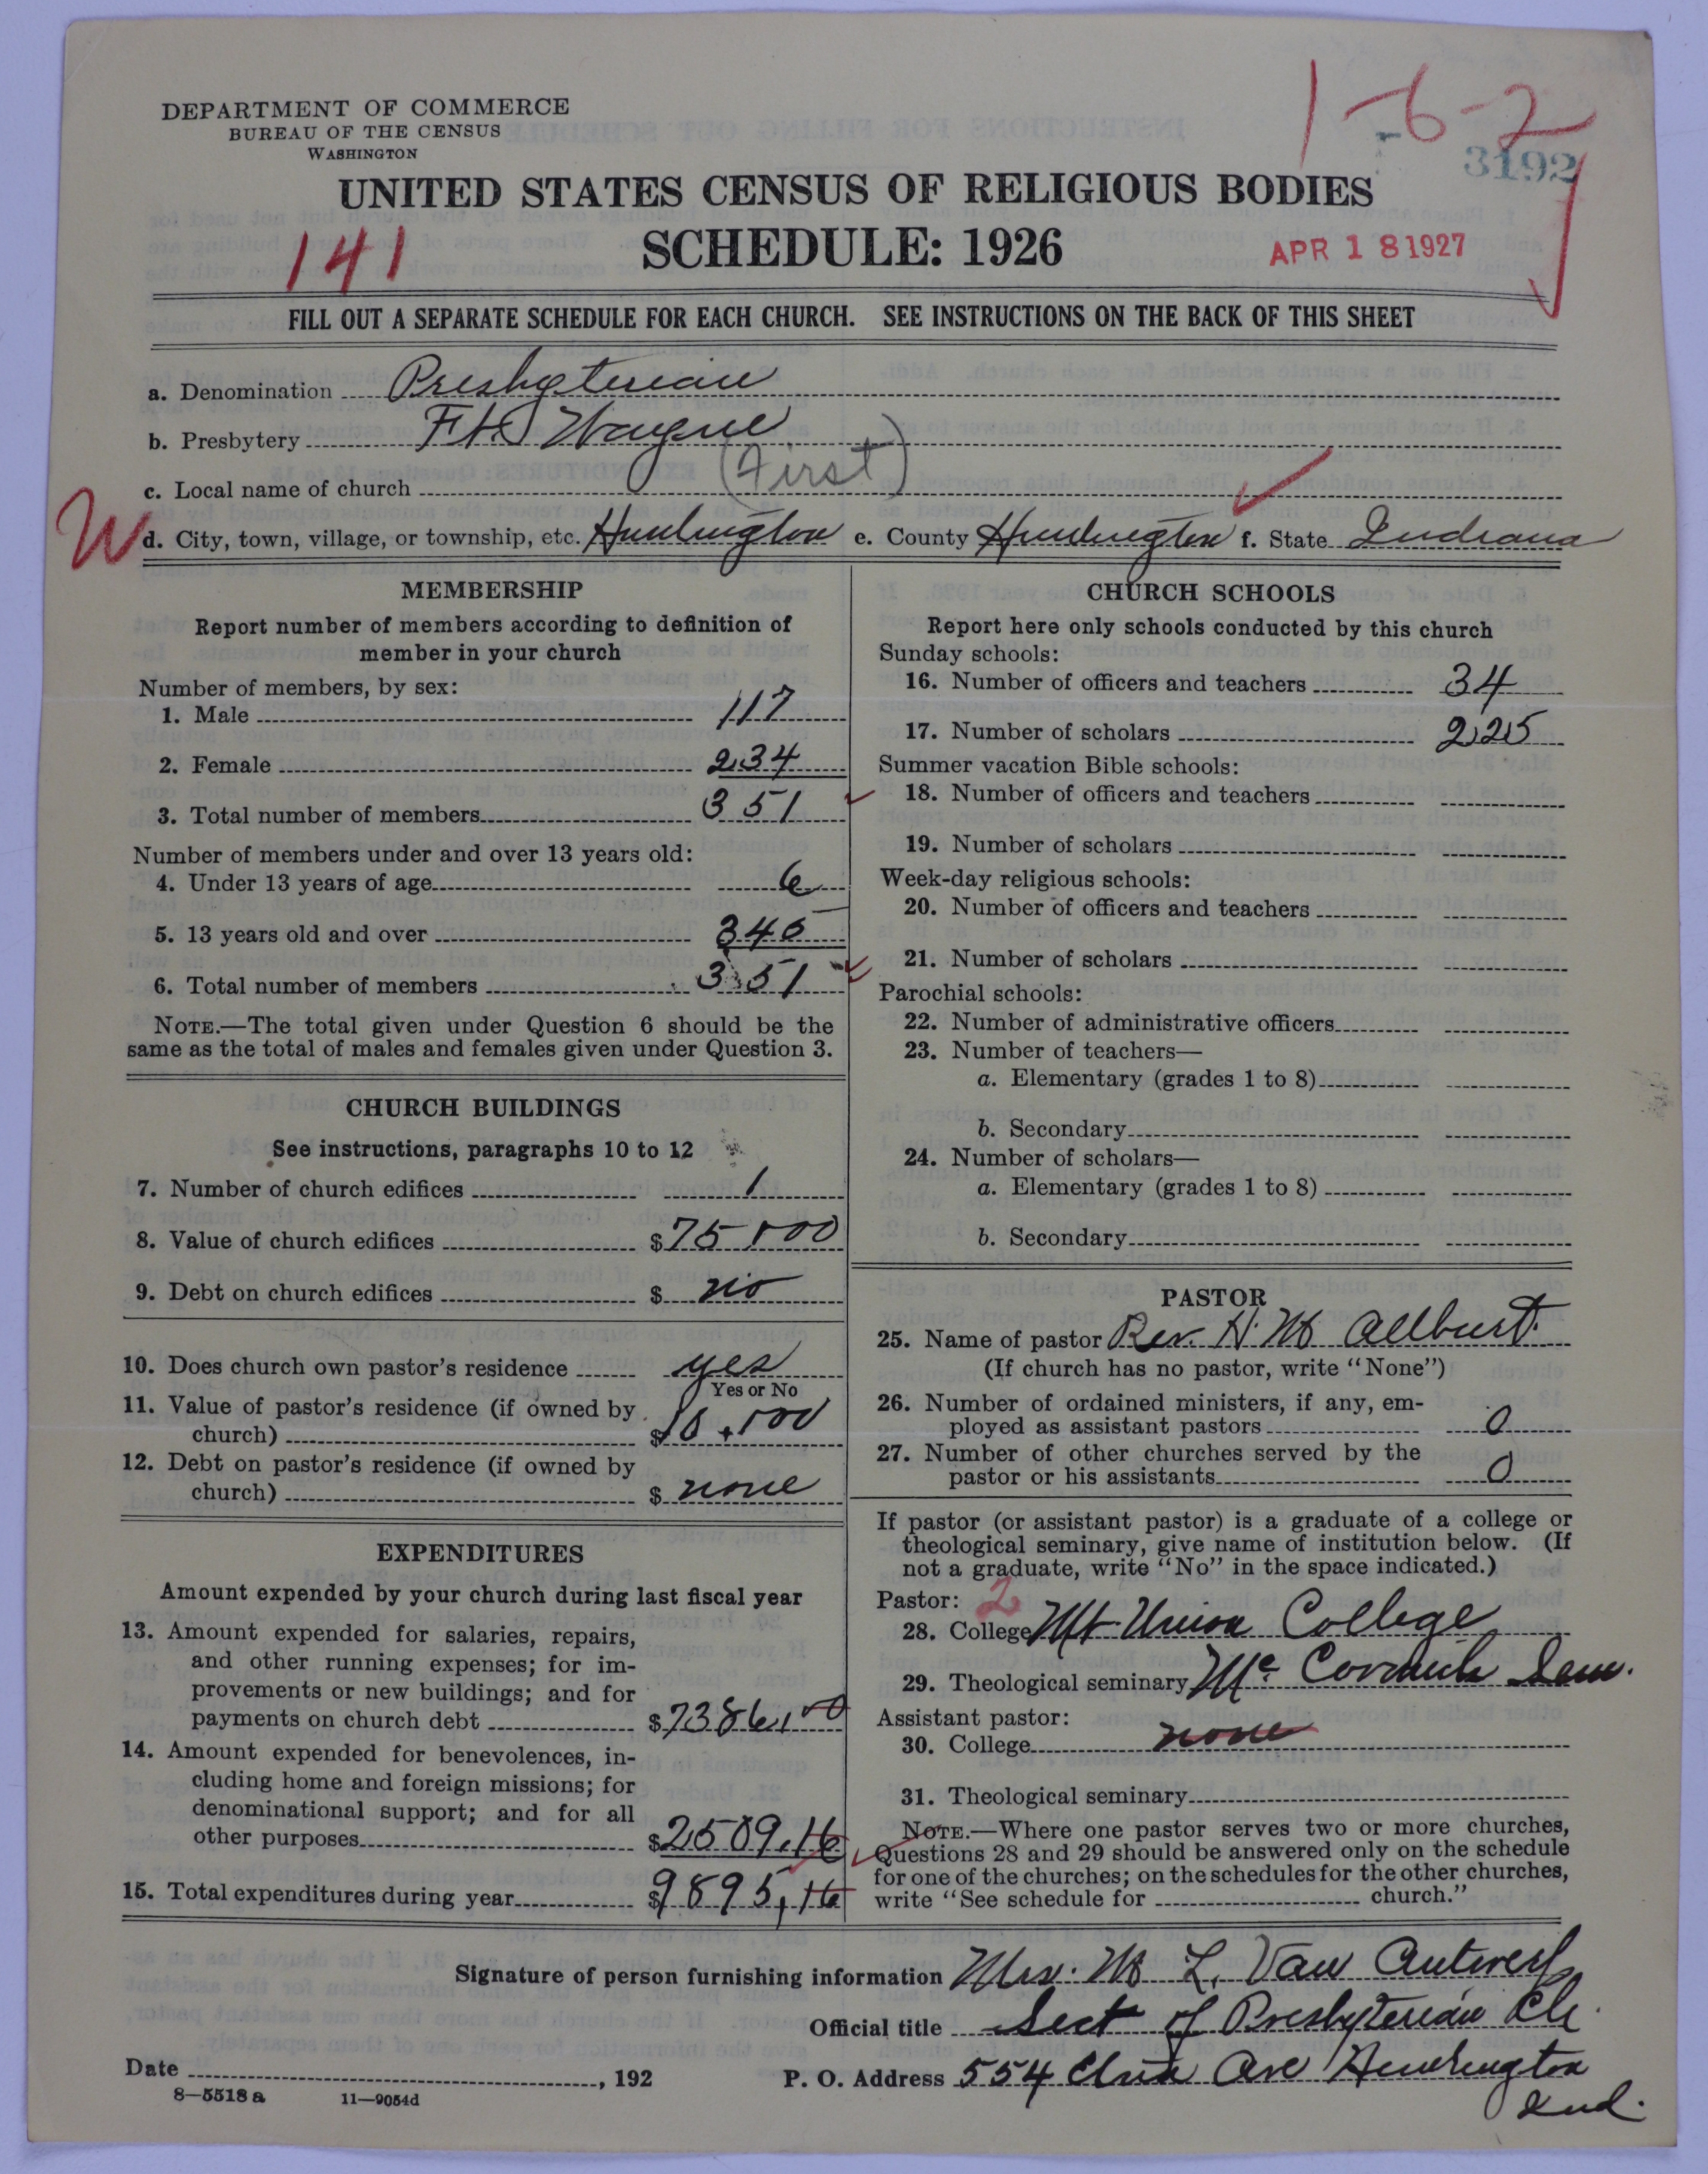 1-6-2
DEPARTMENT OF COMMERCE
BUREAU OF THE CENSUS
WASHINGTON
3192
UNITED STATES CENSUS OF RELIGIOUS BODIES
141
SCHEDULE: 1926
APR 18 1927
FILL OUT A SEPARATE SCHEDULE FOR EACH CHURCH. SEE INSTRUCTIONS ON THE BACK OF THIS SHEET
a. Denomination Presbyterian
b. Presbytery Ft Wayne
c. Local name of church (First)
W
d. City, town, village, or township, etc. Huntington e. County Huntington f. State Indiana
MEMBERSHIP
Report number of members according to definition of
member in your church
Number of members, by sex:
1. Male 117
2. Female 234
3. Total number of members 351
Number of members under and over 13 years old:
4. Under 13 years of age 6
5. 13 years old and over 345
6. Total number of members 351
NOTE.—The total given under Question 6 should be the
same as the total of males and females given under Question 3.
CHURCH BUILDINGS
See instructions, paragraphs 10 to 12
7. Number of church edifices 1
8. Value of church edifices $75,000
9. Debt on church edifices $ no
10. Does church own pastor's residence yes
Yes or No
11. Value of pastor's residence (if owned by
church) $10,000
12. Debt on pastor's residence (if owned by
church) $ none
EXPENDITURES
Amount expended by your church during last fiscal year
13. Amount expended for salaries, repairs,
and other running expenses; for im-
provements or new buildings; and for
payments on church debt $7386,00
14. Amount expended for benevolences, in-
cluding home and foreign missions; for
denominational support; and for all
other purposes $2509.16
15. Total expenditures during year $9895,16
CHURCH SCHOOLS
Report here only schools conducted by this church
Sunday schools:
16. Number of officers and teachers 34
17. Number of scholars 225
Summer vacation Bible schools:
18. Number of officers and teachers
19. Number of scholars
Week-day religious schools:
20. Number of officers and teachers
21. Number of scholars
Parochial schools:
22. Number of administrative officers
23. Number of teachers—
a. Elementary (grades 1 to 8)
b. Secondary
24. Number of scholars—
a. Elementary (grades 1 to 8)
b. Secondary
PASTOR
25. Name of pastor Rev. H. M Allburt.
(If church has no pastor, write "None")
26. Number of ordained ministers, if any, em-
ployed as assistant pastors 0
27. Number of other churches served by the
pastor or his assistants 0
If pastor (or assistant pastor) is a graduate of a college or
theological seminary, give name of institution below. (If
not a graduate, write "No" in the space indicated.)
Pastor: 2
28. College Mt Union College
29. Theological seminary Mc Cormick Sem.
Assistant pastor:
30. College none
31. Theological seminary
NOTE.—Where one pastor serves two or more churches,
Questions 28 and 29 should be answered only on the schedule
for one of the churches; on the schedules for the other churches,
write "See schedule for church."
Signature of person furnishing information Mrs. M L. Van Antwerp
Official title Sect of Presbyterian Ch.
Date , 192
P. O. Address 554 Ave Huntington
Ind.
8—5518 a 11—9054d